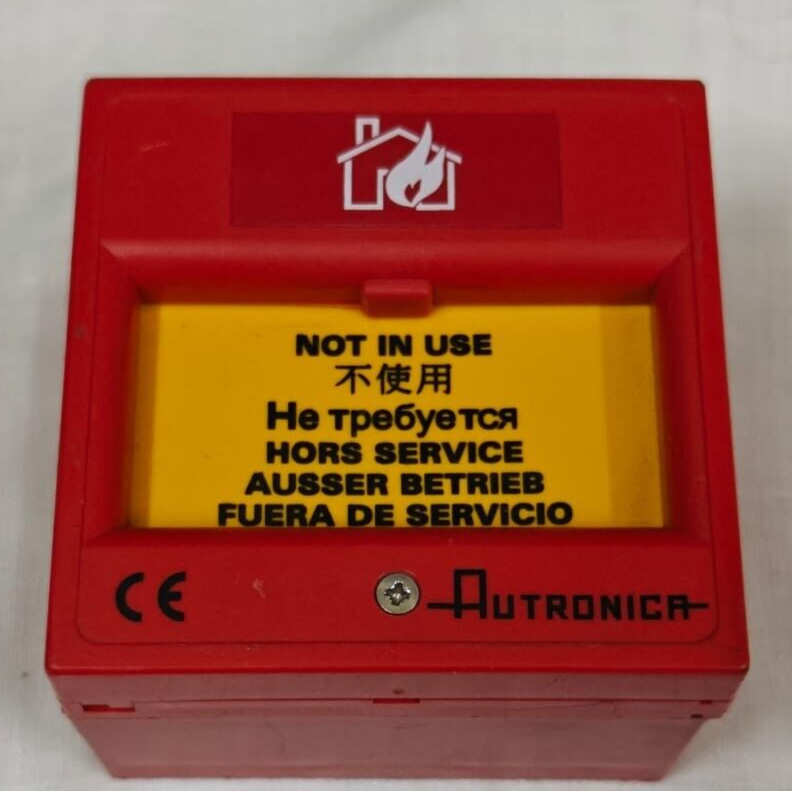 NOT IN USE
不使用
Не требуется
HORS SERVICE
AUSSER BETRIEB
FUERA DE SERVICIO
CE
AUTRONICA